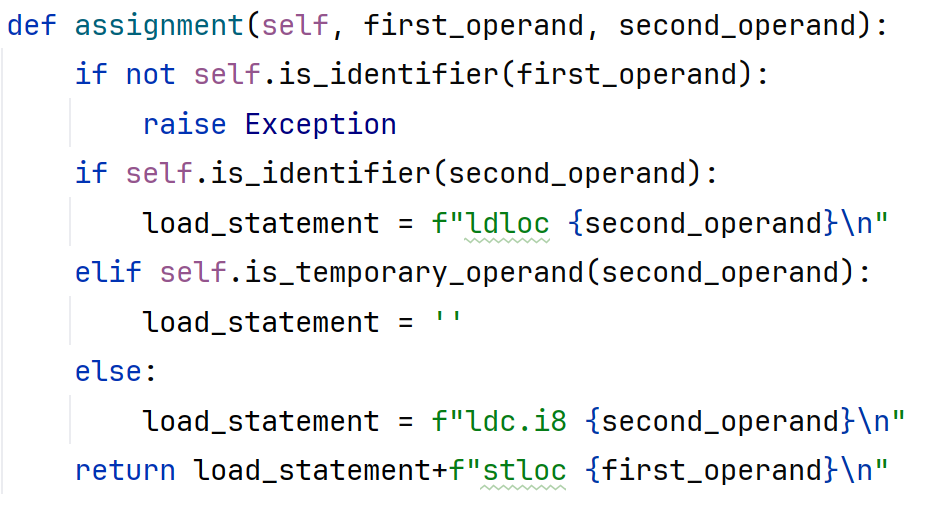 def assignment(self, first_operand, second_operand):
    if not self.is_identifier(first_operand):
        raise Exception
    if self.is_identifier(second_operand):
        load_statement = f"ldloc {second_operand}\n"
    elif self.is_temporary_operand(second_operand):
        load_statement = ''
    else:
        load_statement = f"ldc.i8 {second_operand}\n"
    return load_statement+f"stloc {first_operand}\n"